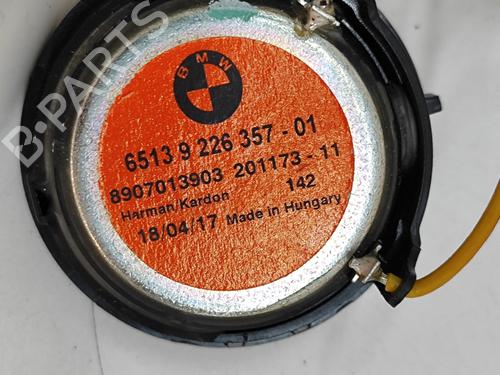 B-PARTS
BMW
6513 9 226 357 - 01
8907013903 201173 - 11
Harman/Kardon 142
18/04/17 Made in Hungary